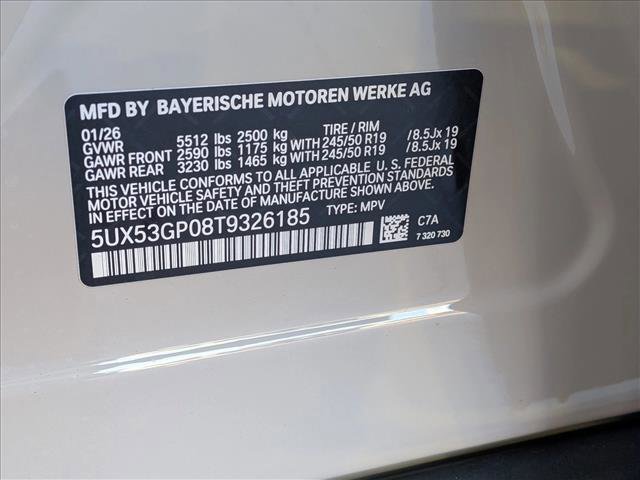 MFD BY BAYERISCHE MOTOREN WERKE AG
01/26 TIRE / RIM
GVWR 5512 lbs 2500 kg
GAWR FRONT 2590 lbs 1175 kg WITH 245/50 R19 /8.5Jx 19
GAWR REAR 3230 lbs 1465 kg WITH 245/50 R19 /8.5Jx 19
THIS VEHICLE CONFORMS TO ALL APPLICABLE U. S. FEDERAL
MOTOR VEHICLE SAFETY AND THEFT PREVENTION STANDARDS
IN EFFECT ON THE DATE OF MANUFACTURE SHOWN ABOVE.
5UX53GP08T9326185 TYPE: MPV
C7A
7 320 730